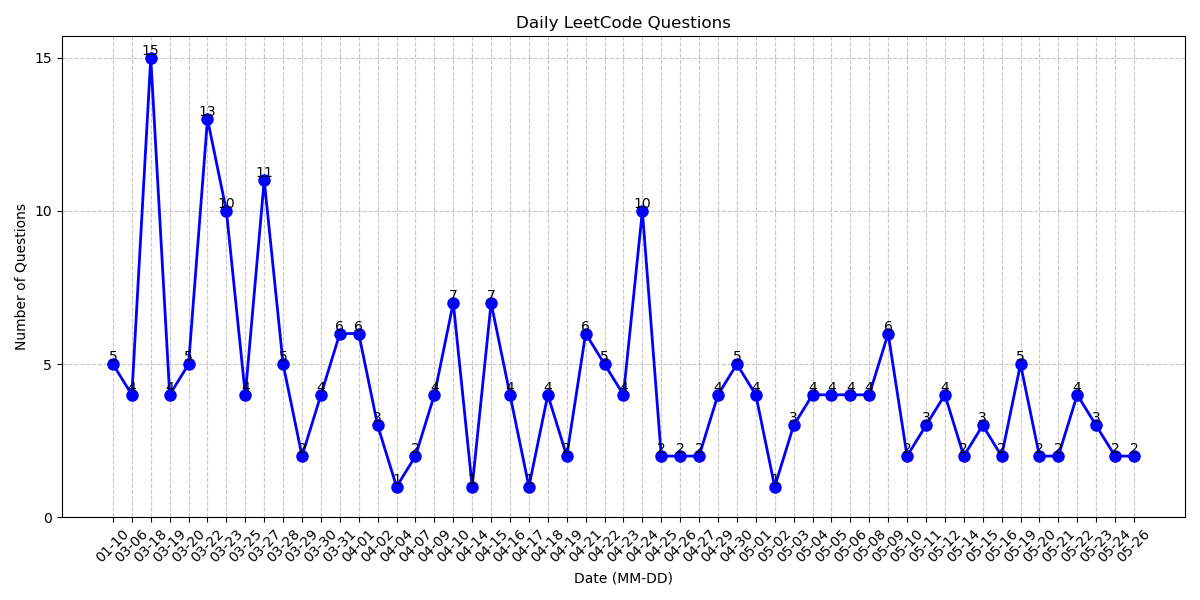 Daily LeetCode Questions
Number of Questions
15
10
5
0
5 4 15 4 5 13 10 4 11 5 2 4 6 6 3 1 2 4 7 1 7 4 1 4 2 6 5 4 10 2 2 2 4 5 4 1 3 4 4 4 4 6 2 3 4 2 3 2 5 2 2 4 3 2 2
01-10 03-06 03-18 03-19 03-20 03-22 03-23 03-25 03-27 03-28 03-29 03-30 03-31 04-01 04-02 04-04 04-07 04-09 04-10 04-14 04-15 04-16 04-17 04-18 04-19 04-21 04-22 04-23 04-24 04-25 04-26 04-27 04-29 04-30 05-01 05-02 05-03 05-04 05-05 05-06 05-08 05-09 05-10 05-11 05-12 05-14 05-15 05-16 05-19 05-20 05-21 05-22 05-23 05-24 05-26
Date (MM-DD)